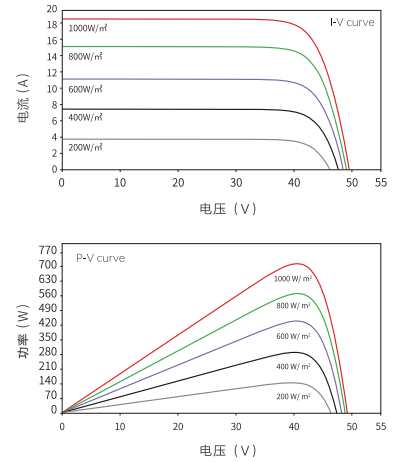 I-V curve
20
18
16
14
12
10
8
6
4
2
0
电流 (A)
1000W/㎡
800W/㎡
600W/㎡
400W/㎡
200W/㎡
0 10 20 30 40 50 55
电压 (V)
P-V curve
770
700
630
560
490
420
350
280
210
140
70
0
功率 (W)
1000 W/ m²
800 W/ m²
600 W/ m²
400 W/ m²
200 W/ m²
0 10 20 30 40 50 55
电压 (V)